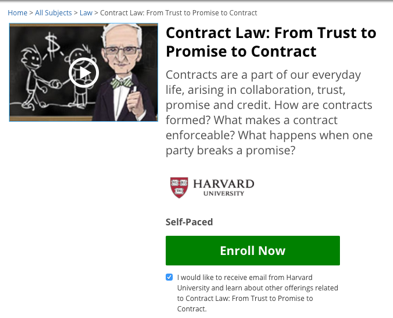 Home > All Subjects > Law > Contract Law: From Trust to Promise to Contract
$
Contract Law: From Trust to
Promise to Contract
Contracts are a part of our everyday
life, arising in collaboration, trust,
promise and credit. How are contracts
formed? What makes a contract
enforceable? What happens when one
party breaks a promise?
HARVARD
UNIVERSITY
Self-Paced
Enroll Now
I would like to receive email from Harvard
University and learn about other offerings related
to Contract Law: From Trust to Promise to
Contract.